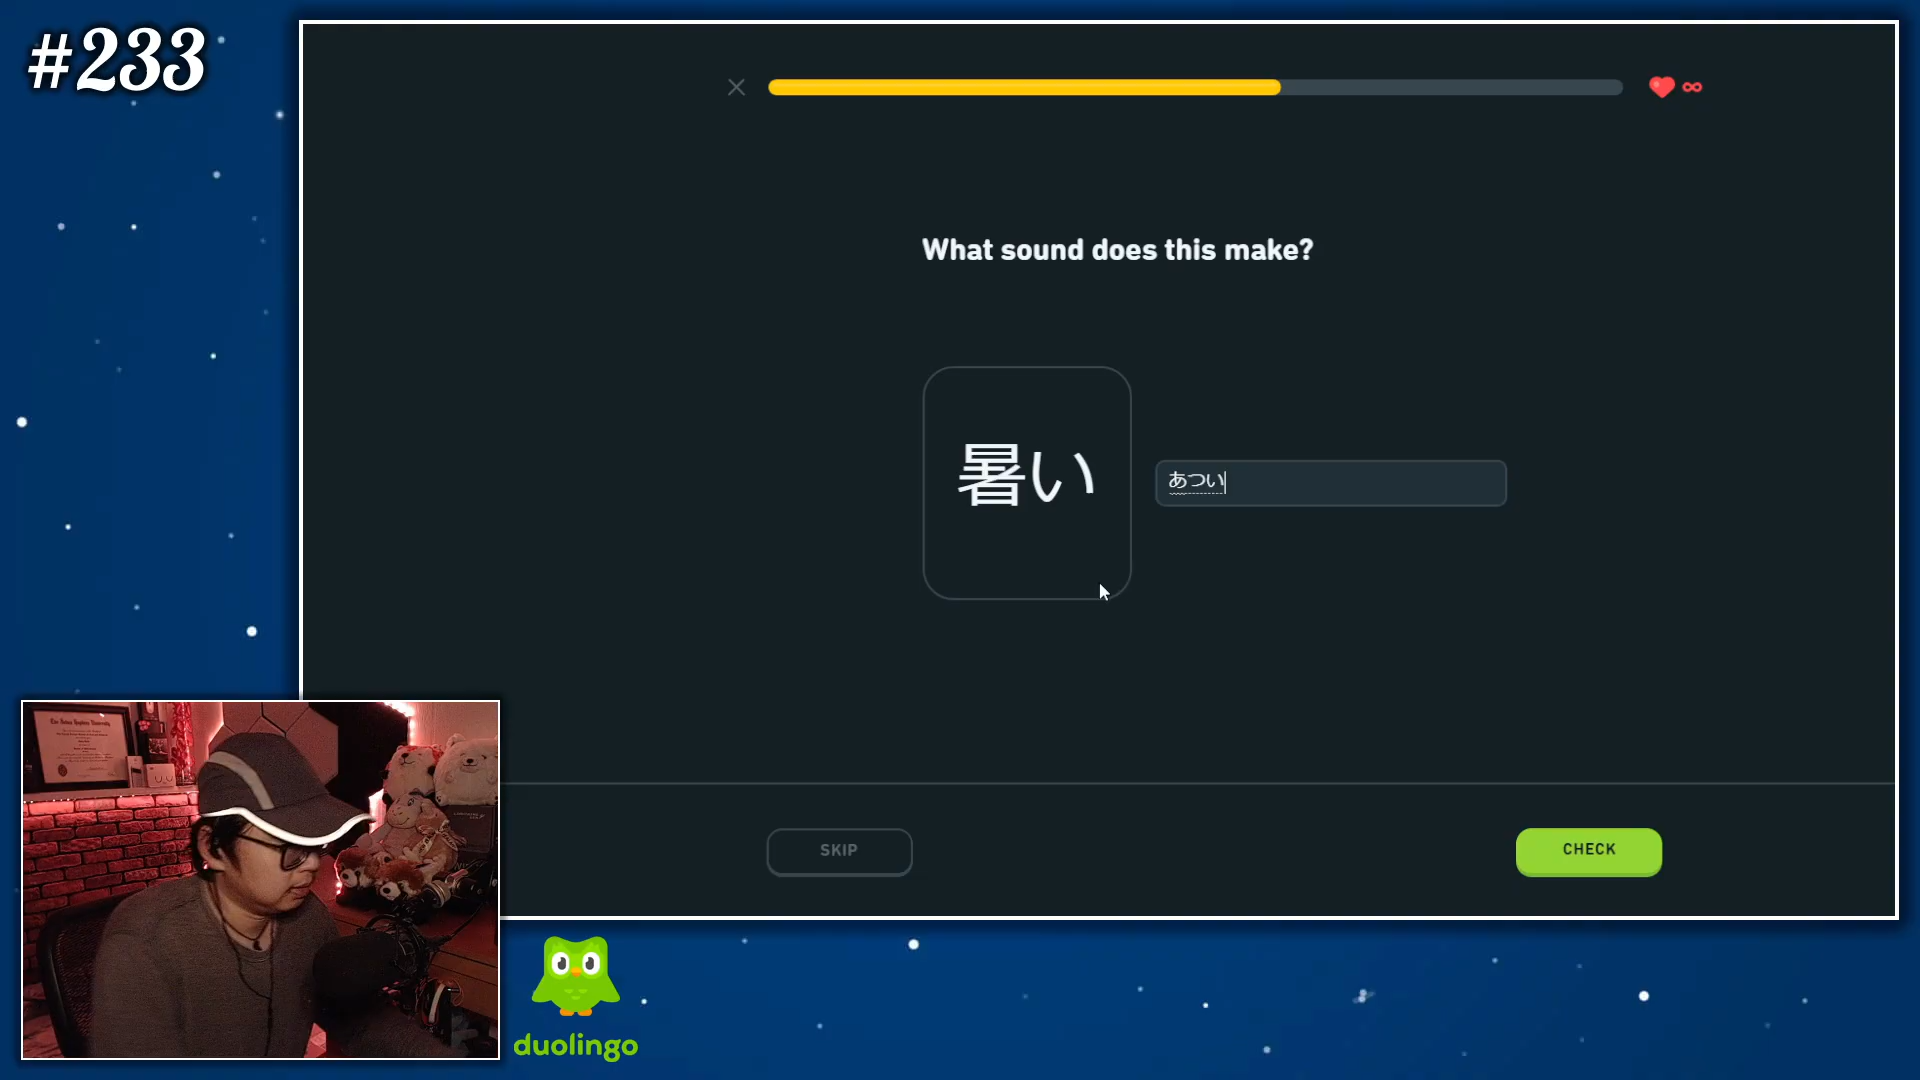 #233
∞
What sound does this make?
暑い
あつい
SKIP
CHECK
duolingo